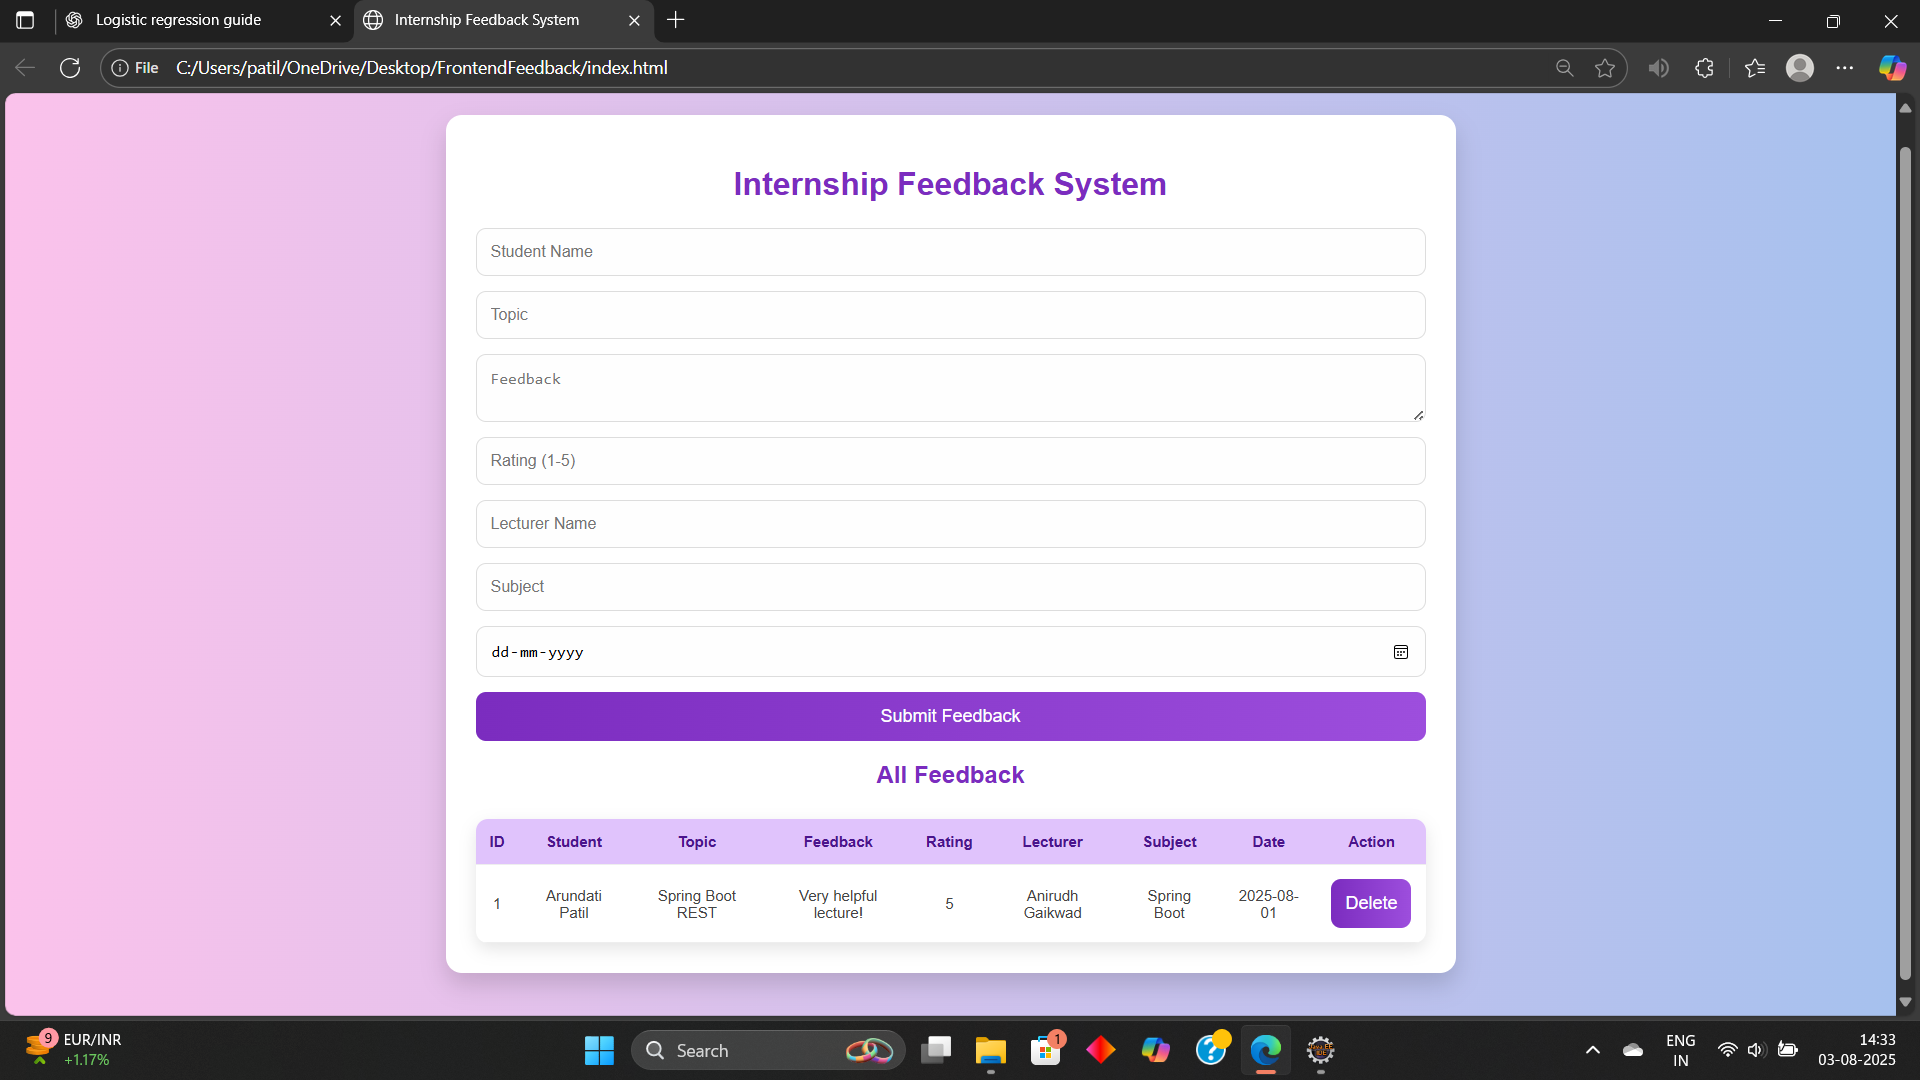 Logistic regression guide
Internship Feedback System
File
C:/Users/patil/OneDrive/Desktop/FrontendFeedback/index.html
Internship Feedback System
Student Name
Topic
Feedback
Rating (1-5)
Lecturer Name
Subject
dd-mm-yyyy
Submit Feedback
All Feedback
ID Student Topic Feedback Rating Lecturer Subject Date Action
1 Arundati Patil Spring Boot REST Very helpful lecture! 5 Anirudh Gaikwad Spring Boot 2025-08-01 Delete
9
EUR/INR
+1.17%
Search
1
JAVA EE
IDE
ENG
IN
14:33
03-08-2025